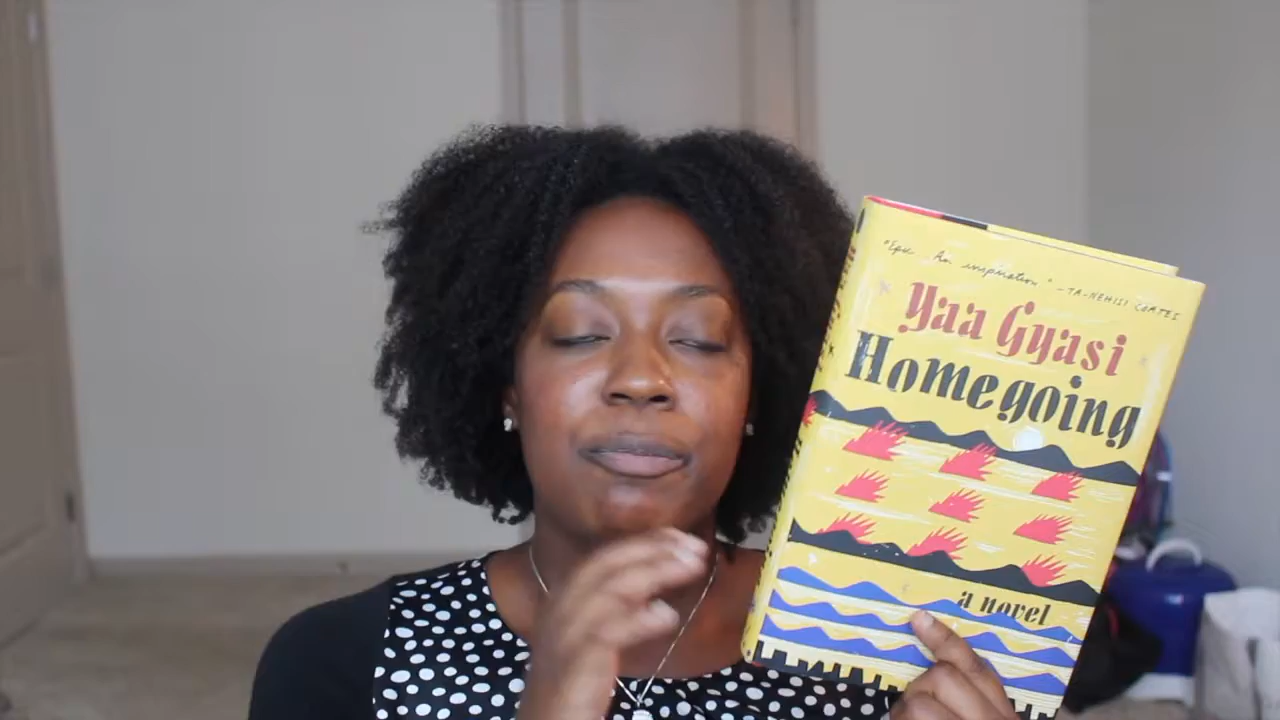 "Epic. An inspiration." -TA-NEHISI COATES
Yaa Gyasi
Homegoing
a novel